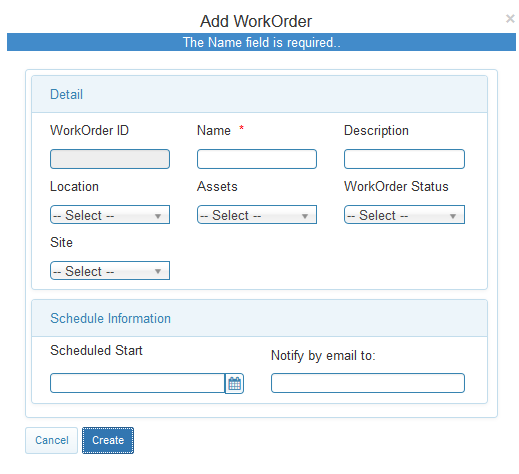 Add WorkOrder ×
The Name field is required..
Detail
WorkOrder ID Name * Description
Location Assets WorkOrder Status
-- Select -- -- Select -- -- Select --
Site
-- Select --
Schedule Information
Scheduled Start Notify by email to:
Cancel Create